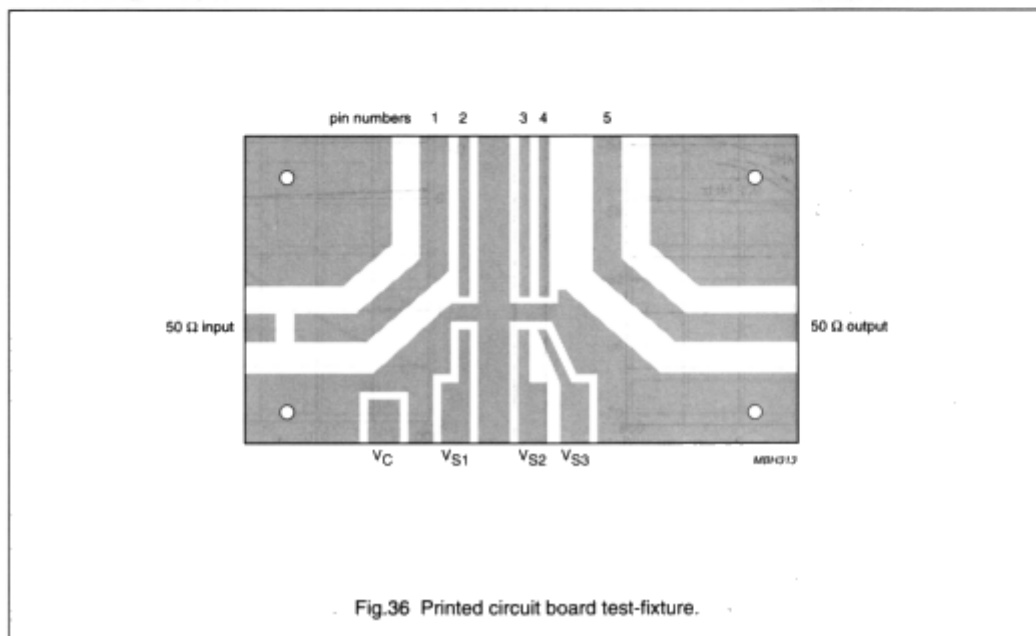 pin numbers 1 2 3 4 5
50 Ω input
50 Ω output
VC VS1 VS2 VS3
MBH313
Fig.36 Printed circuit board test-fixture.